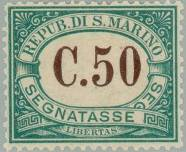 REPUB. DI S. MARINO
C.50
SEGNATASSE
LIBERTAS